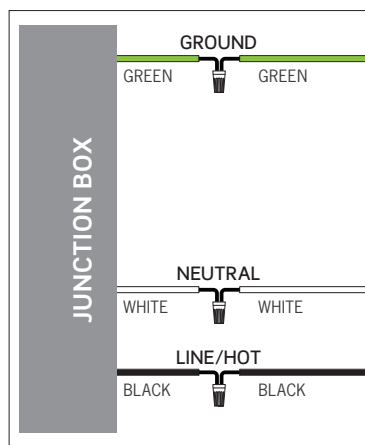 GROUND
GREEN GREEN
JUNCTION BOX
NEUTRAL
WHITE WHITE
LINE/HOT
BLACK BLACK